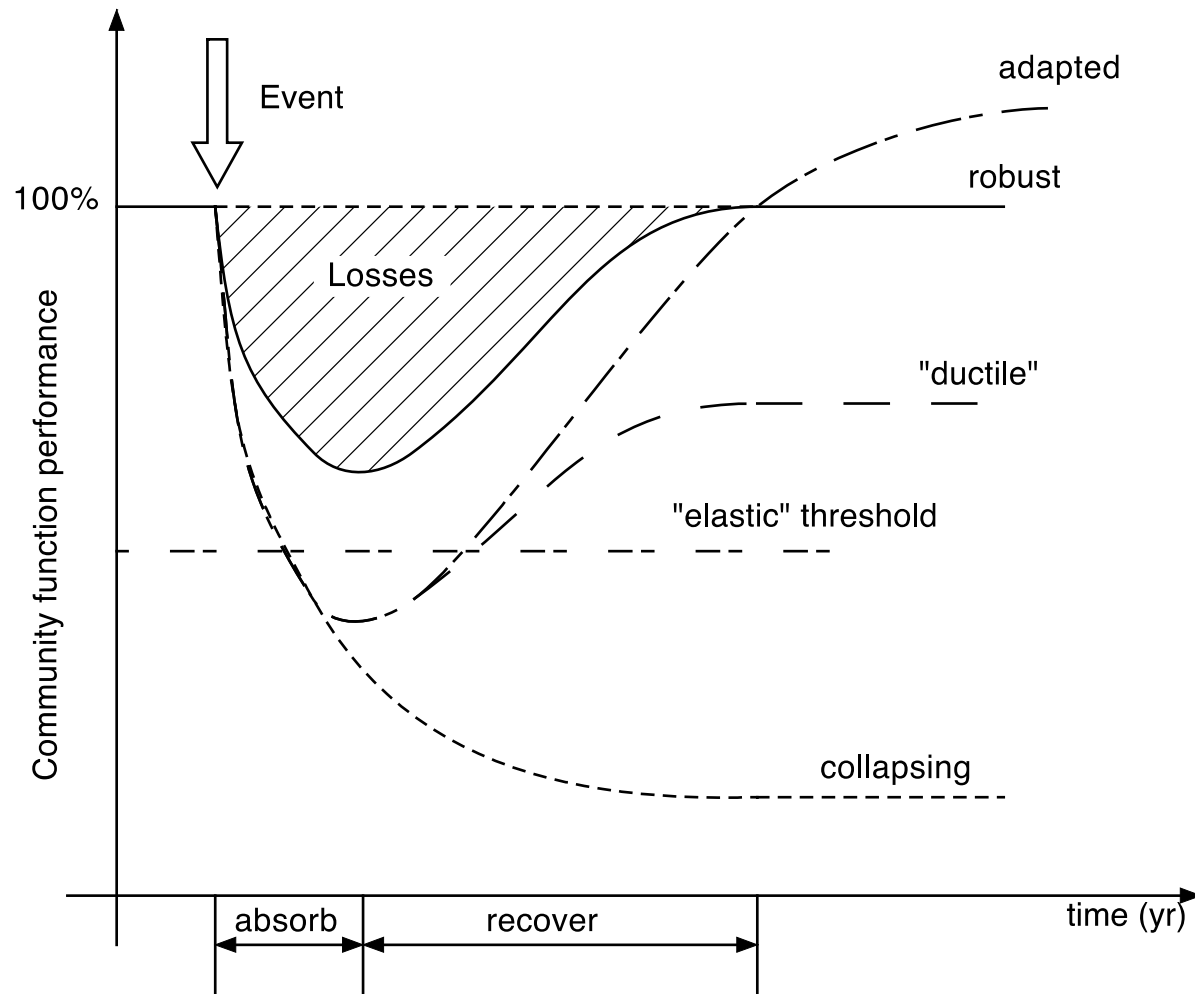 adapted
Event
robust
100%
Losses
"ductile"
"elastic" threshold
Community function performance
collapsing
absorb
recover
time (yr)